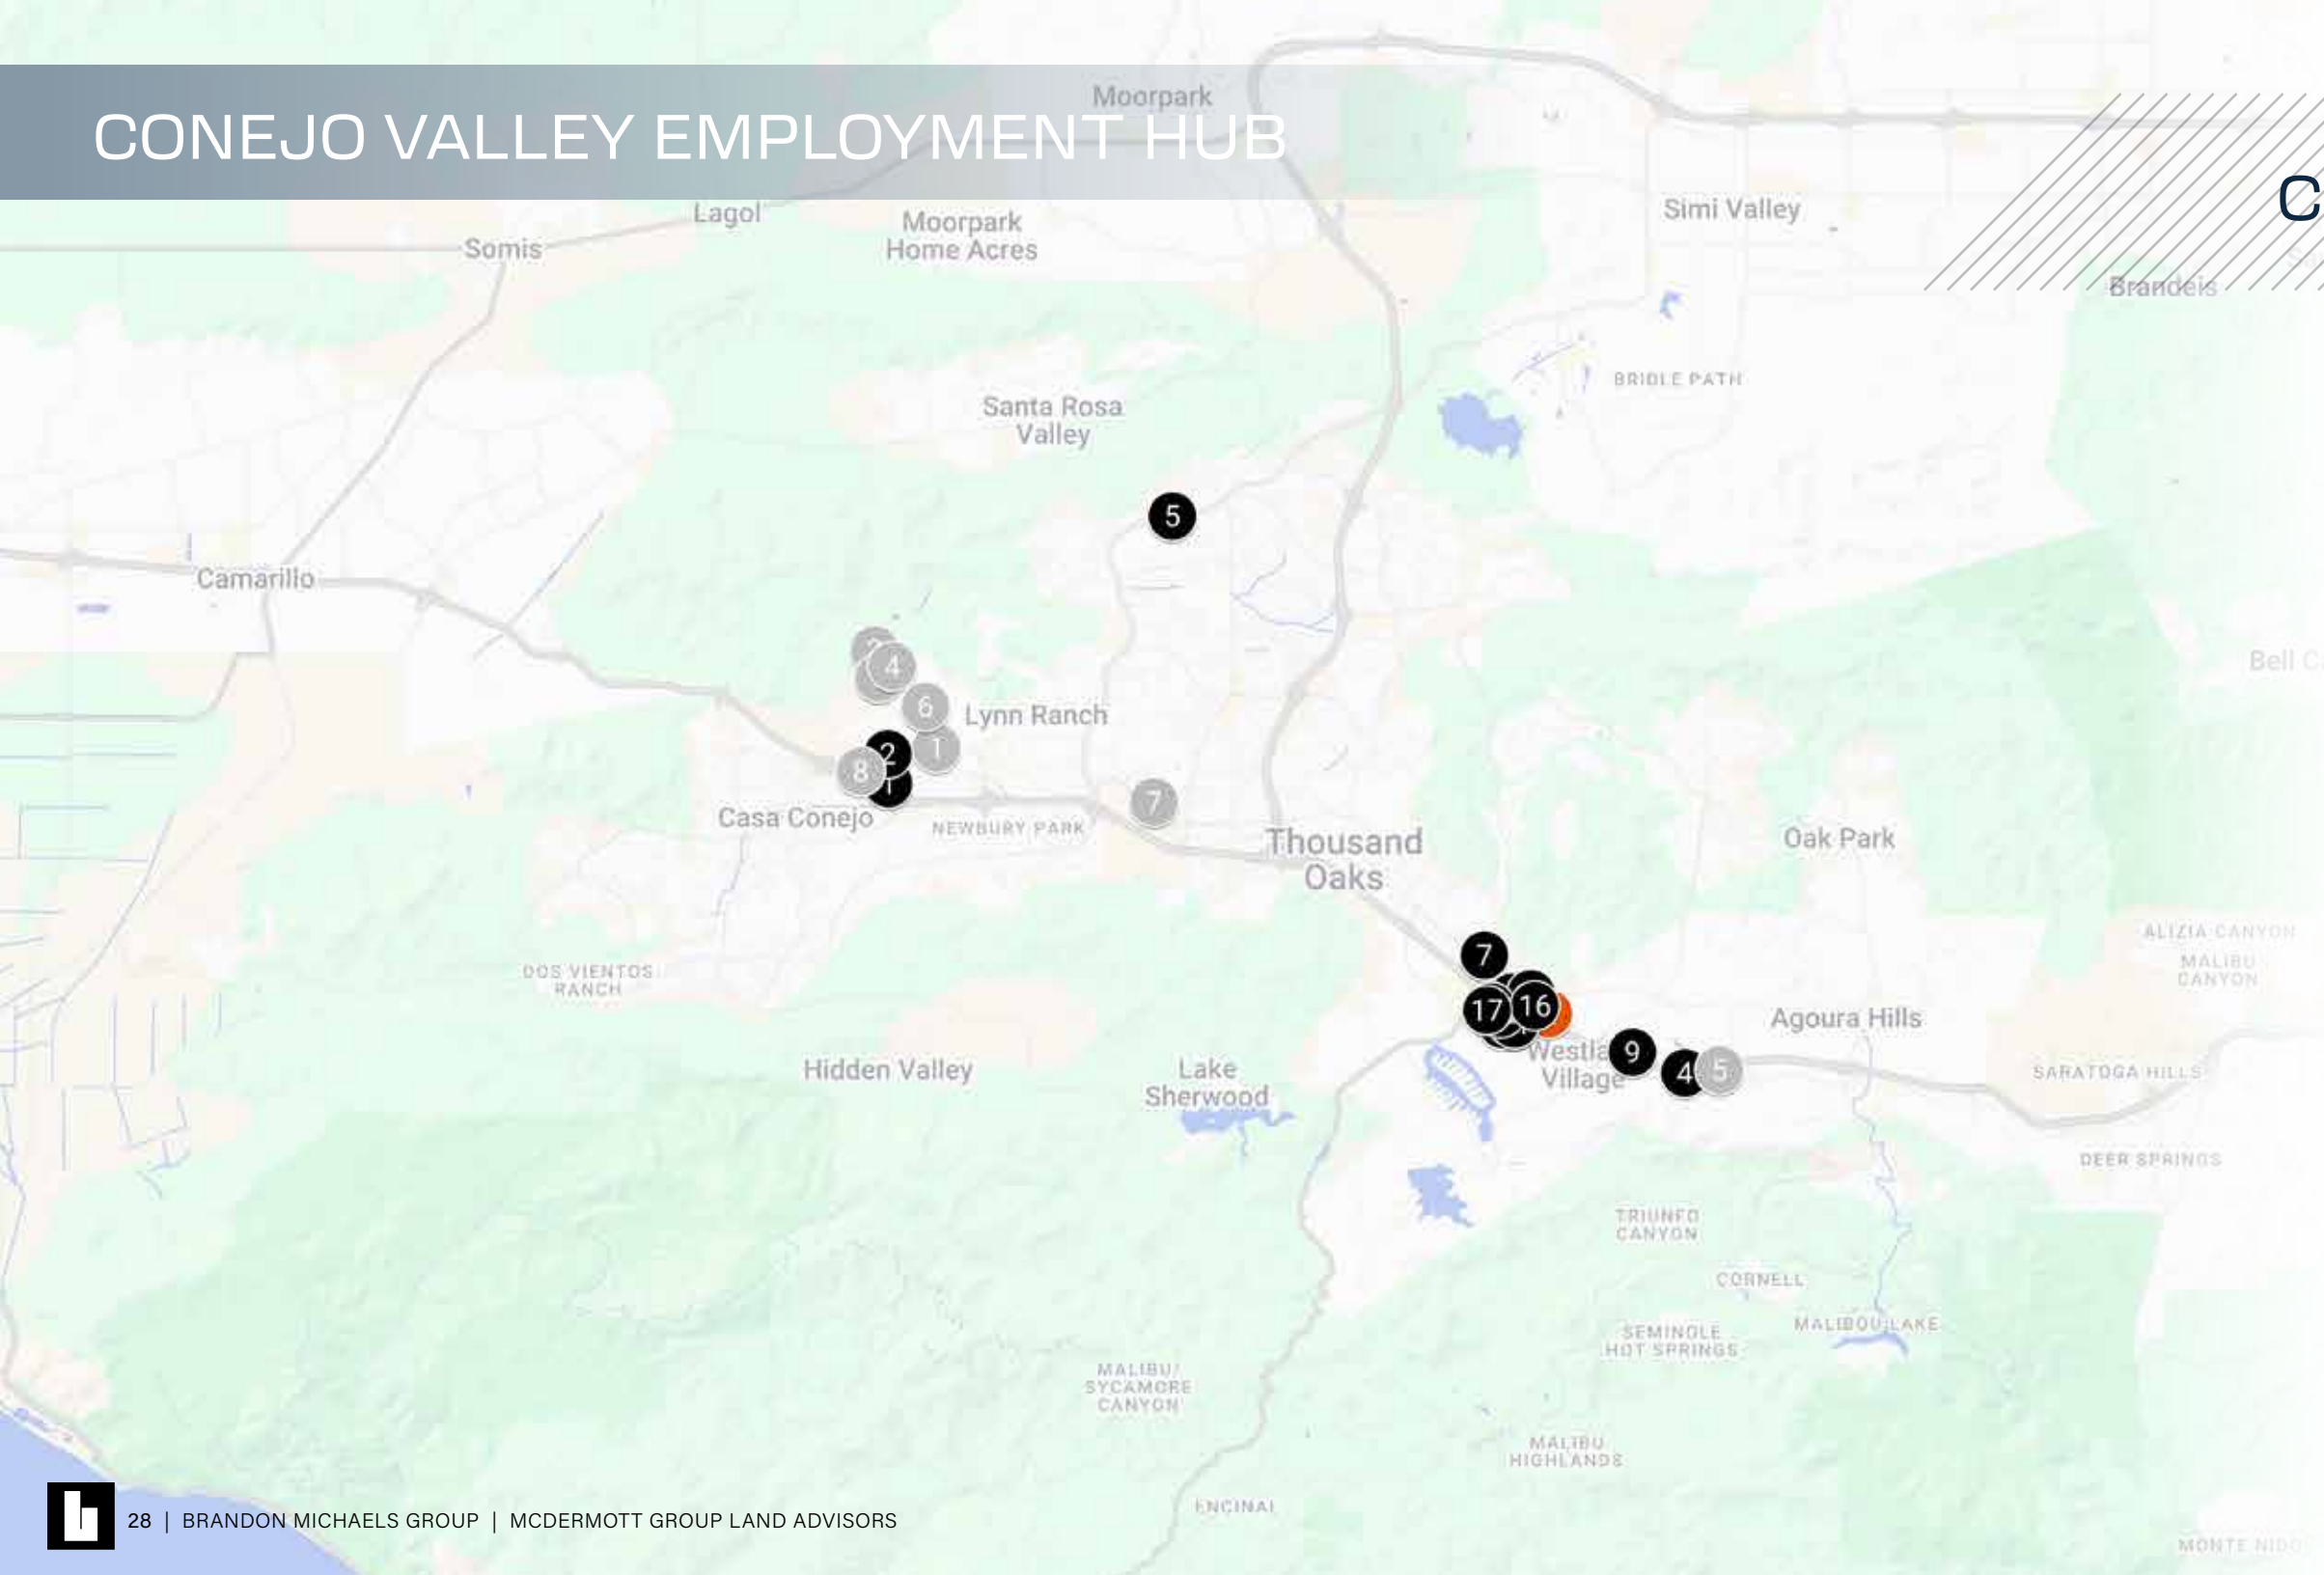 CONEJO VALLEY EMPLOYMENT HUB
Moorpark
C
Lagol
Moorpark
Home Acres
Simi Valley
Somis
Brandeis
BRIDLE PATH
Santa Rosa
Valley
5
Camarillo
2
4
6
Lynn Ranch
2
1
8
1
7
Casa Conejo
NEWBURY PARK
Thousand
Oaks
Oak Park
ALIZIA CANYON
MALIBU
CANYON
7
DOS VIENTOS
RANCH
17
16
Agoura Hills
9
4
5
Village
Hidden Valley
Lake
Sherwood
SARATOGA HILLS
DEER SPRINGS
TRIUNFO
CANYON
CORNELL
MALIBOU LAKE
SEMINOLE
HOT SPRINGS
MALIBU/
SYCAMORE
CANYON
MALIBU
HIGHLANDS
ENCINAL
MONTE NIDO
28 | BRANDON MICHAELS GROUP | MCDERMOTT GROUP LAND ADVISORS